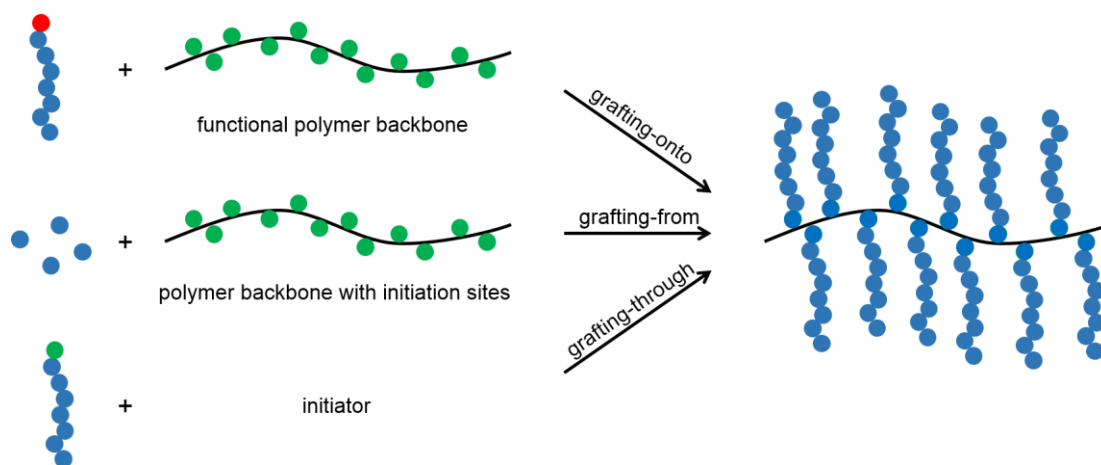 +
functional polymer backbone
grafting-onto
+
polymer backbone with initiation sites
grafting-from
+
initiator
grafting-through